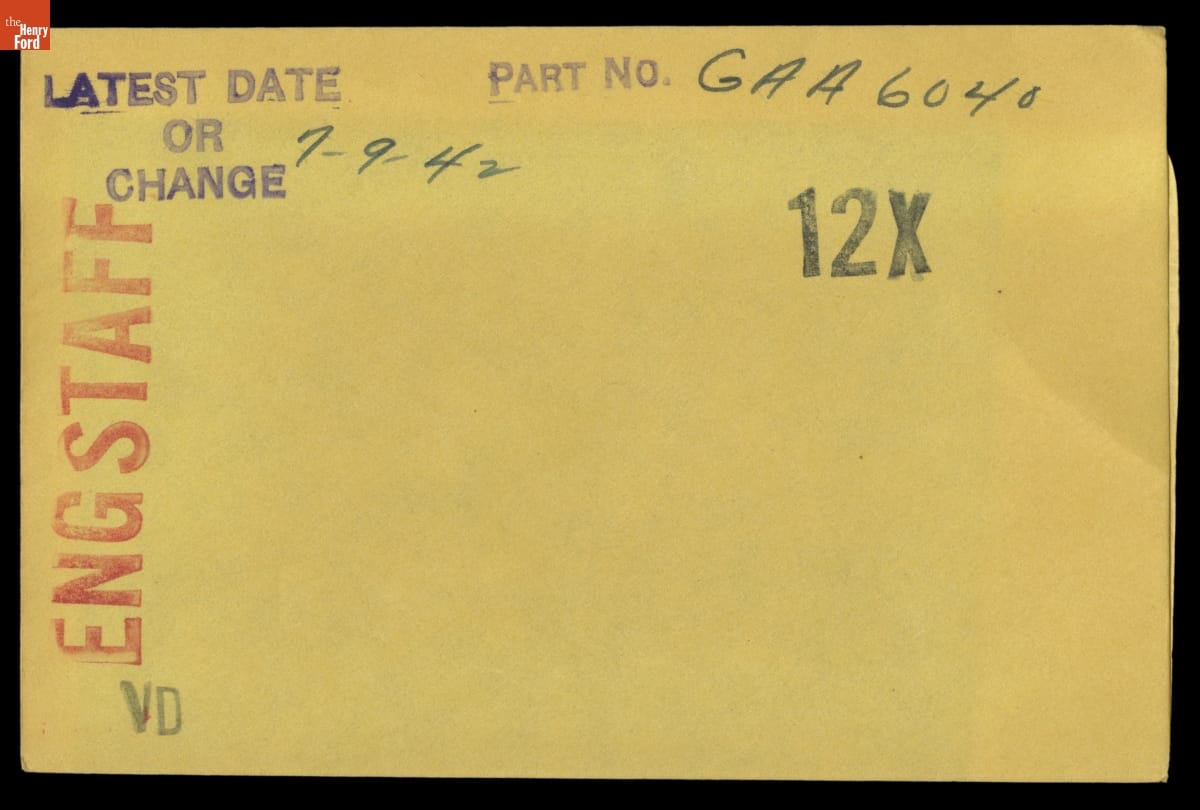 the
Henry
Ford
LATEST DATE
OR
CHANGE
7-9-42
PART NO. GAA 6040
12X
ENGSTAFF
VD